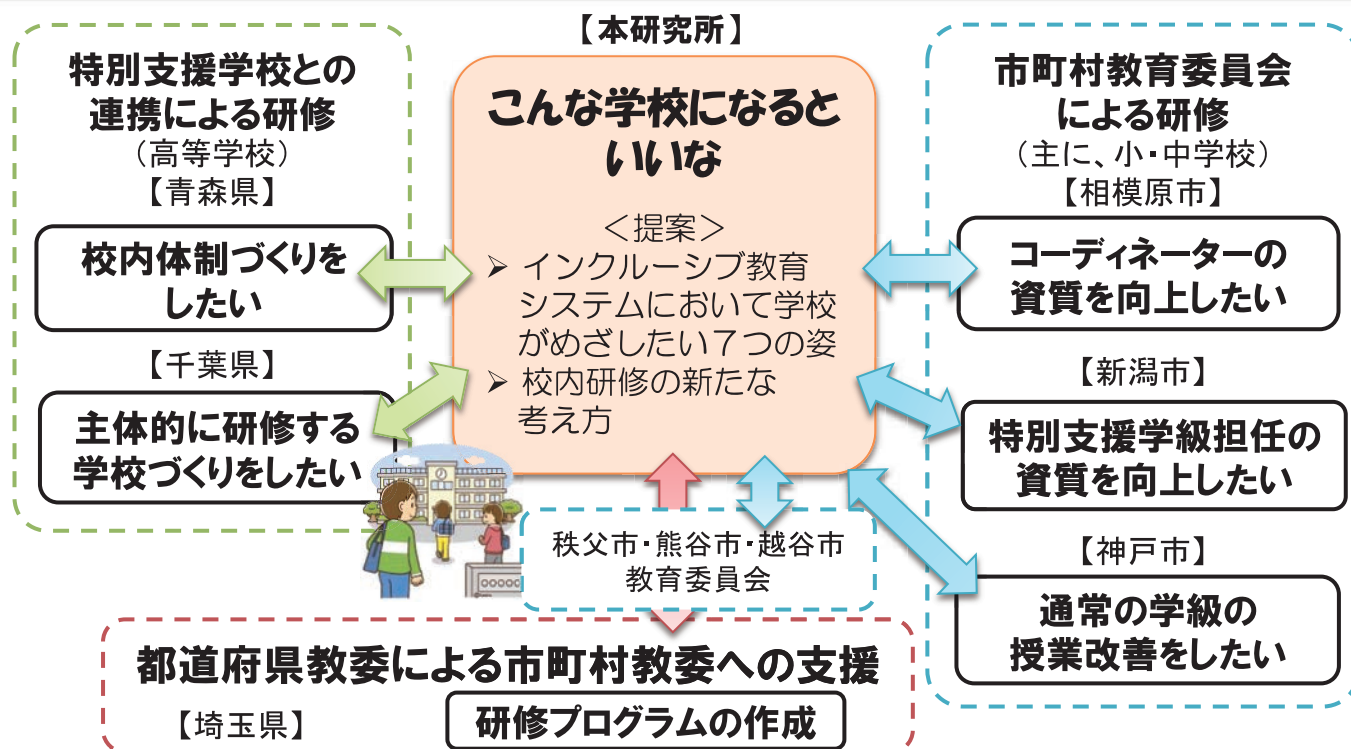 【本研究所】
こんな学校になると
いいな
＜提案＞
➢ インクルーシブ教育
システムにおいて学校
がめざしたい７つの姿
➢ 校内研修の新たな
考え方
特別支援学校との
連携による研修
（高等学校）
【青森県】
校内体制づくりを
したい
【千葉県】
主体的に研修する
学校づくりをしたい
市町村教育委員会
による研修
（主に、小・中学校）
【相模原市】
コーディネーターの
資質を向上したい
【新潟市】
特別支援学級担任の
資質を向上したい
【神戸市】
通常の学級の
授業改善をしたい
秩父市・熊谷市・越谷市
教育委員会
都道府県教委による市町村教委への支援
【埼玉県】
研修プログラムの作成